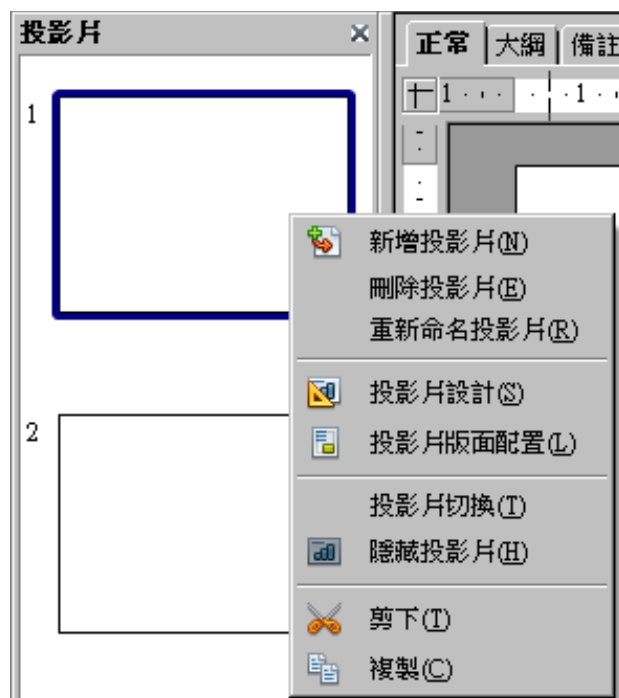 投影片
正常 大綱 備註
1 1
1
新增投影片(N)
刪除投影片(E)
重新命名投影片(R)
投影片設計(S)
2
投影片版面配置(L)
投影片切換(T)
隱藏投影片(H)
剪下(T)
複製(C)